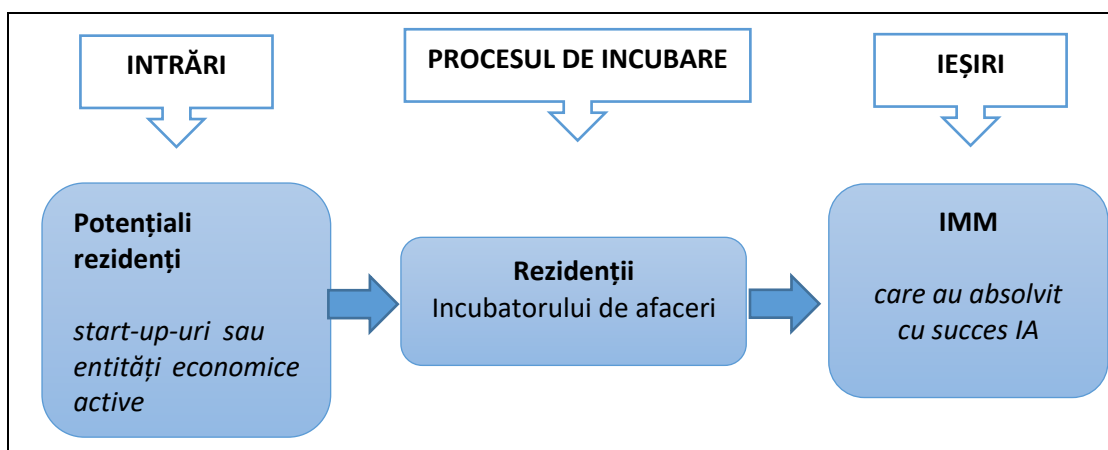 INTRĂRI
PROCESUL DE INCUBARE
IEȘIRI
Potențiali
rezidenți
start-up-uri sau
entități economice
active
Rezidenții
Incubatorului de afaceri
IMM
care au absolvit
cu succes IA